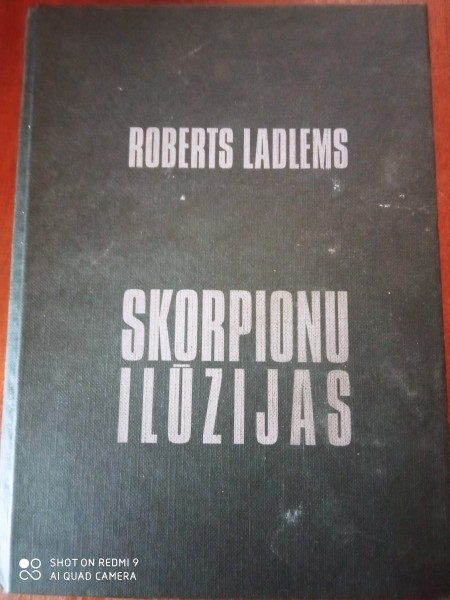 ROBERTS LADLEMS
SKORPIONU
ILŪZIJAS
SHOT ON REDMI 9
AI QUAD CAMERA